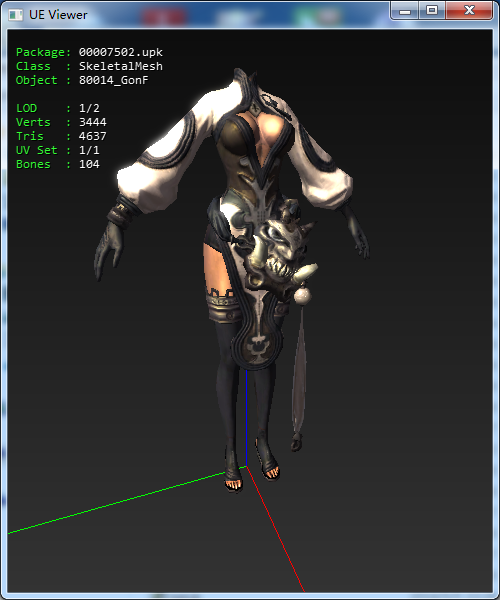 UE Viewer
Package: 00007502.upk
Class : SkeletalMesh
Object : 80014_GonF
LOD : 1/2
Verts : 3444
Tris : 4637
UV Set : 1/1
Bones : 104